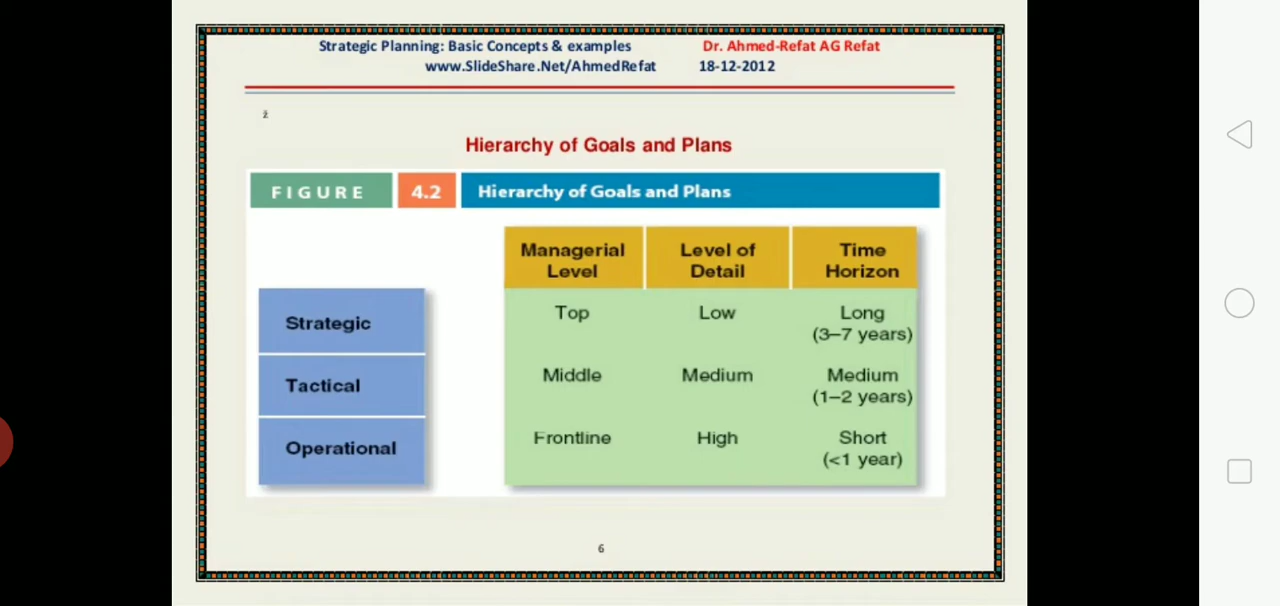 Strategic Planning: Basic Concepts & examples Dr. Ahmed-Refat AG Refat
www.SlideShare.Net/AhmedRefat 18-12-2012
ž
Hierarchy of Goals and Plans
FIGURE 4.2 Hierarchy of Goals and Plans
Managerial Level of Time
Level Detail Horizon
Strategic Top Low Long
(3–7 years)
Tactical Middle Medium Medium
(1–2 years)
Operational Frontline High Short
(<1 year)
6